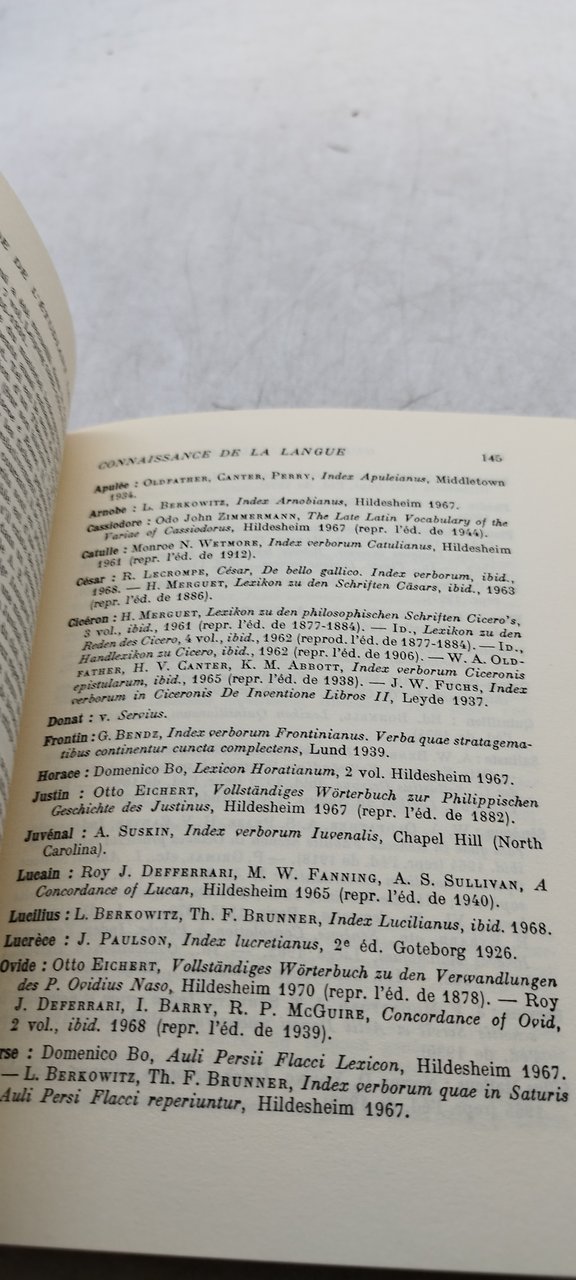 CONNAISSANCE DE LA LANGUE 145
Apulée : OLDFATHER, CANTER, PERRY, Index Apuleianus, Middletown
1934.
Arnobe : L. BERKOWITZ, Index Arnobianus, Hildesheim 1967.
Cassiodore : Odo John ZIMMERMANN, The Late Latin Vocabulary of the
Variae of Cassiodorus, Hildesheim 1967 (repr. l'éd. de 1944).
Catulle : Monroe N. WETMORE, Index verborum Catulianus, Hildesheim
1961 (repr. l'éd. de 1912).
César : R. LECROMPE, César, De bello gallico. Index verborum, ibid.,
1968. — H. MERGUET, Lexikon zu den Schriften Cäsars, ibid., 1963
(repr. l'éd. de 1886).
Cicéron : H. MERGUET, Lexikon zu den philosophischen Schriften Cicero's,
3 vol., ibid., 1961 (repr. l'éd. de 1877-1884). — ID., Lexikon zu den
Reden des Cicero, 4 vol., ibid., 1962 (reprod. l'éd. de 1877-1884). — ID.,
Handlexikon zu Cicero, ibid., 1962 (repr. l'éd. de 1906). — W. A. OLD-
FATHER, H. V. CANTER, K. M. ABBOTT, Index verborum Ciceronis
epistularum, ibid., 1965 (repr. l'éd. de 1938). — J. W. FUCHS, Index
verborum in Ciceronis De Inventione Libros II, Leyde 1937.
Donat : v. Servius.
Frontin : G. BENDZ, Index verborum Frontinianus. Verba quae stratagema-
tibus continentur cuncta complectens, Lund 1939.
Horace : Domenico Bo, Lexicon Horatianum, 2 vol. Hildesheim 1967.
Justin : Otto EICHERT, Vollständiges Wörterbuch zur Philippischen
Geschichte des Justinus, Hildesheim 1967 (repr. l'éd. de 1882).
Juvénal : A. SUSKIN, Index verborum Iuvenalis, Chapel Hill (North
Carolina).
Lucain : Roy J. DEFFERRARI, M. W. FANNING, A. S. SULLIVAN, A
Concordance of Lucan, Hildesheim 1965 (repr. l'éd. de 1940).
Lucilius : L. BERKOWITZ, Th. F. BRUNNER, Index Lucilianus, ibid. 1968.
Lucrèce : J. PAULSON, Index lucretianus, 2e éd. Goteborg 1926.
Ovide : Otto EICHERT, Vollständiges Wörterbuch zu den Verwandlungen
des P. Ovidius Naso, Hildesheim 1970 (repr. l'éd. de 1878). — Roy
J. DEFERRARI, I. BARRY, R. P. McGUIRE, Concordance of Ovid,
2 vol., ibid. 1968 (repr. l'éd. de 1939).
rse : Domenico Bo, Auli Persii Flacci Lexicon, Hildesheim 1967.
— L. BERKOWITZ, Th. F. BRUNNER, Index verborum quae in Saturis
Auli Persi Flacci reperiuntur, Hildesheim 1967.